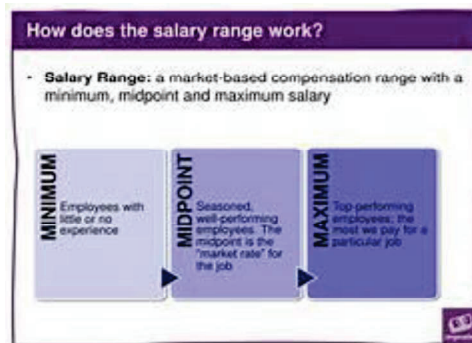 How does the salary range work?
- Salary Range: a market-based compensation range with a
minimum, midpoint and maximum salary
MINIMUM
Employees with
little or no
experience
MIDPOINT
Seasoned,
well-performing
employees. The
midpoint is the
"market rate" for
the job
MAXIMUM
Top-performing
employees; the
most we pay for a
particular job